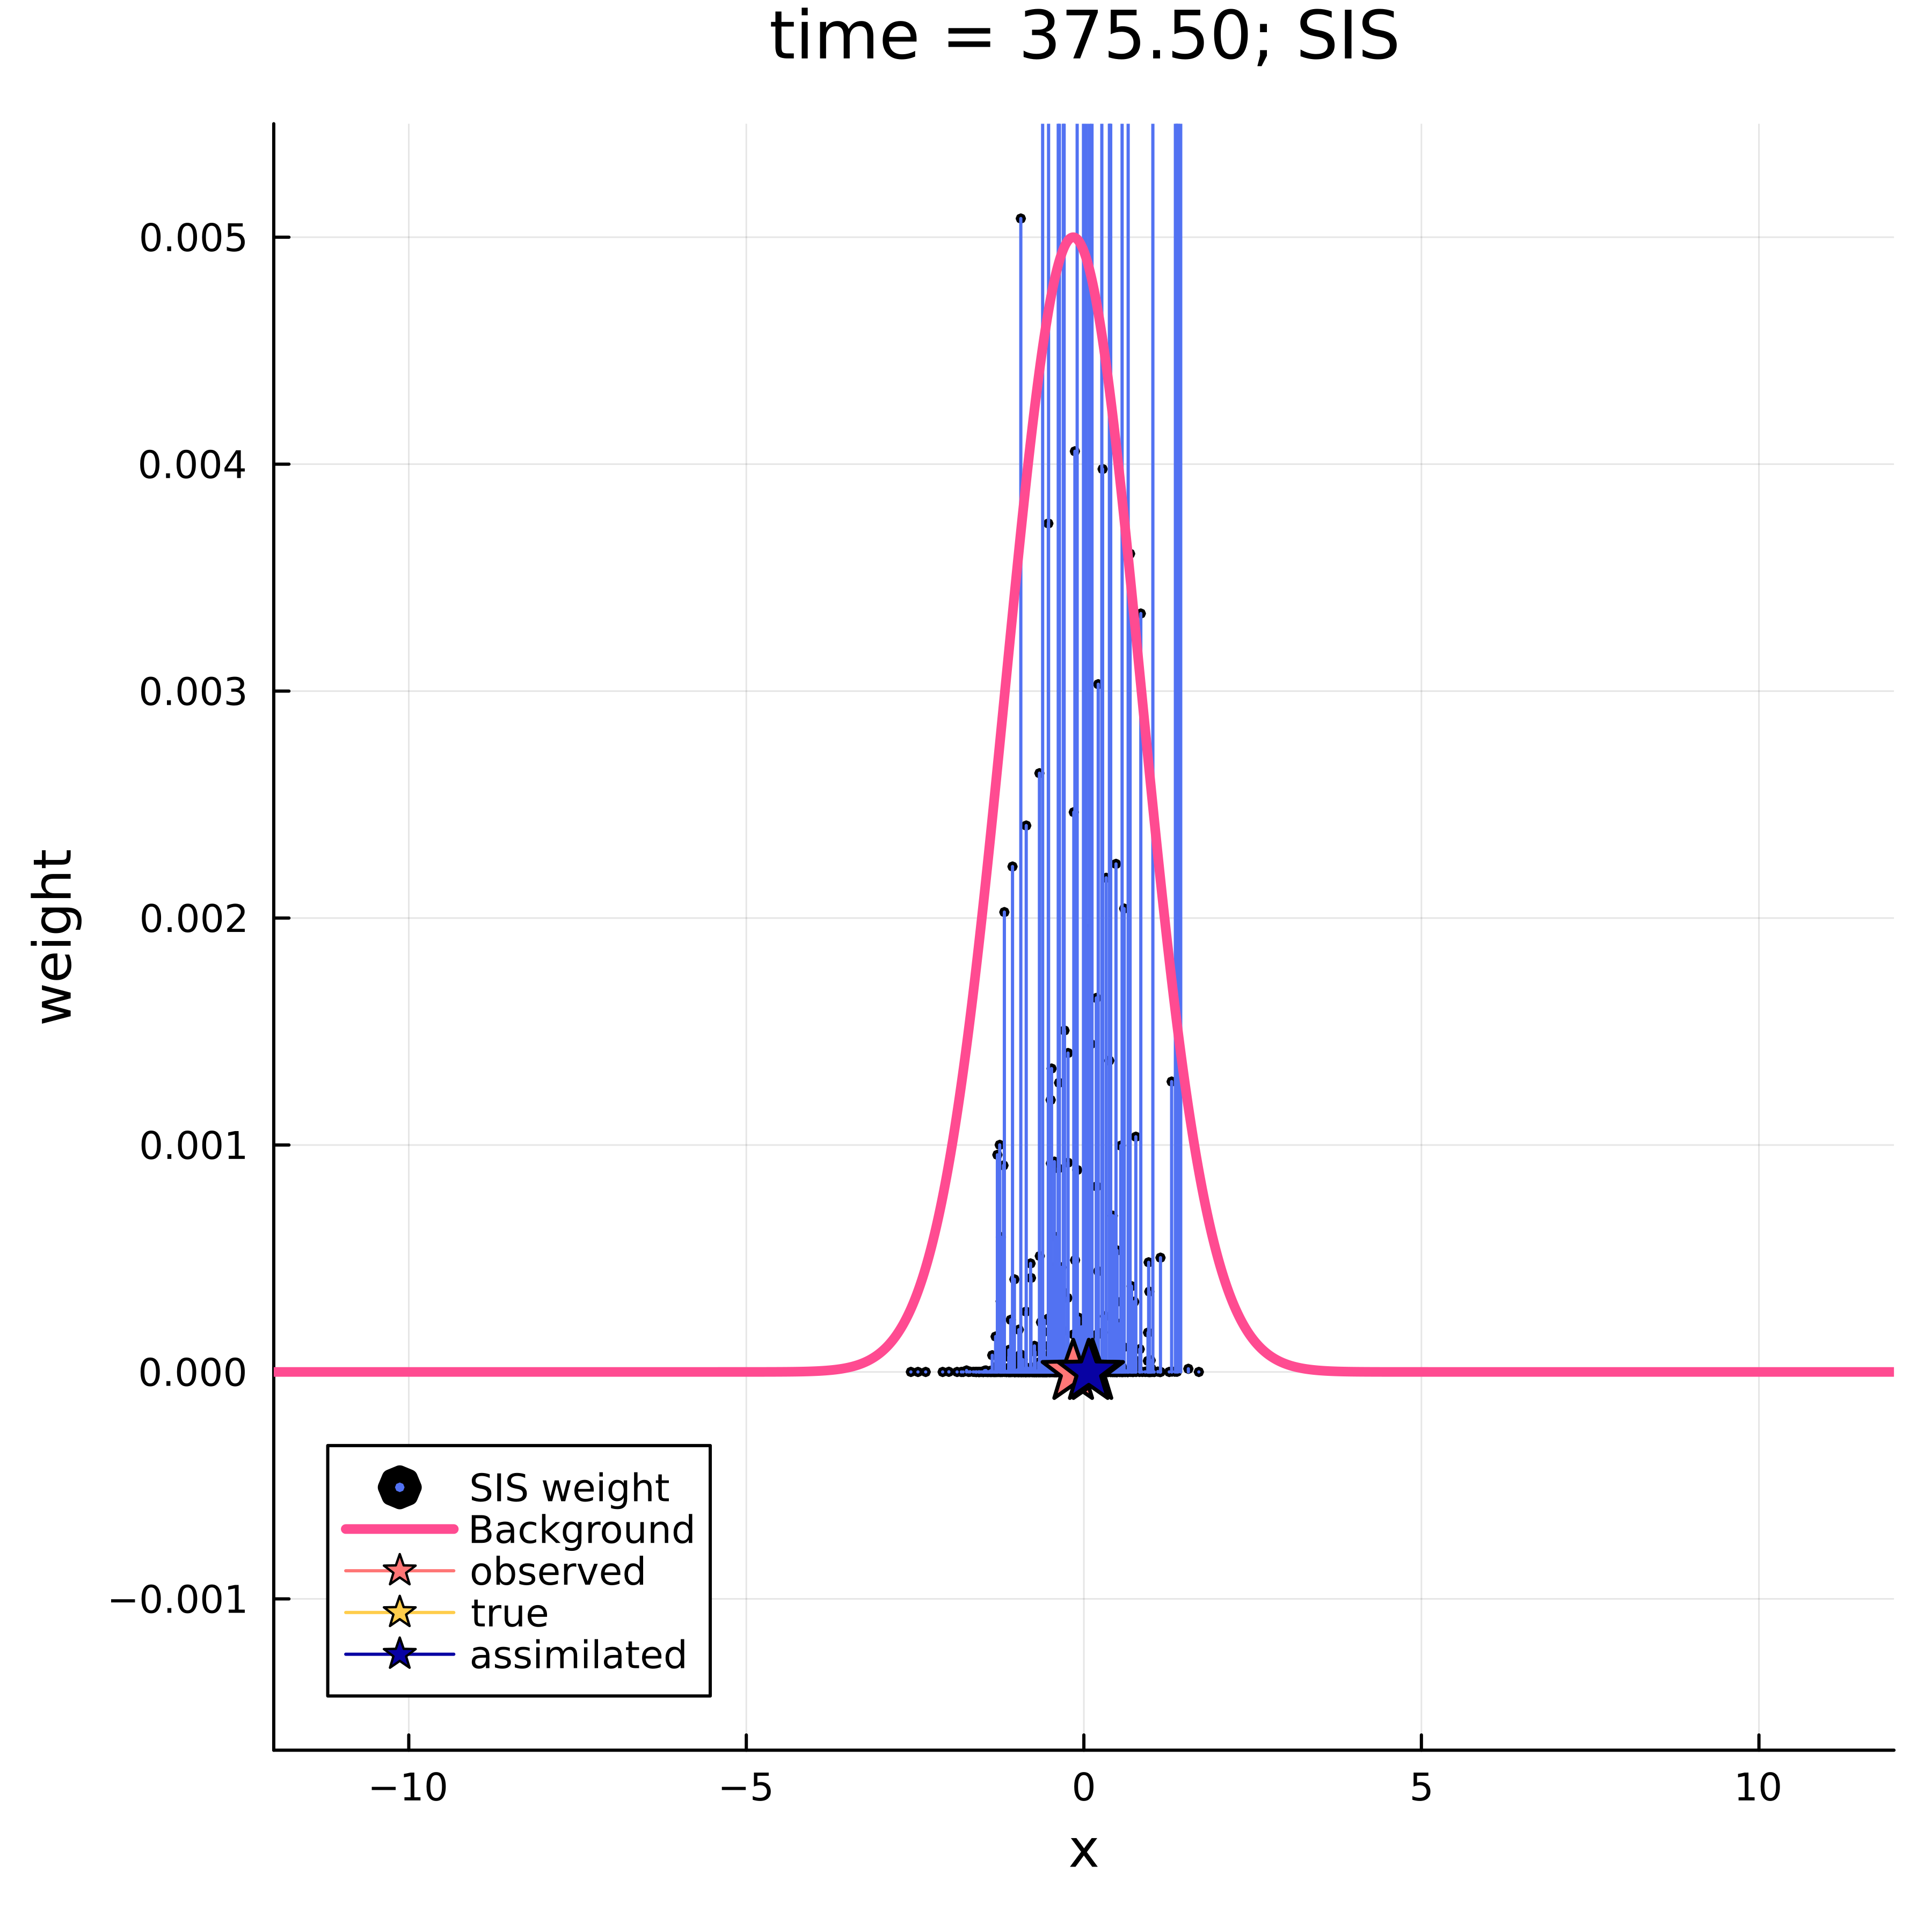 time = 375.50; SIS
weight
0.005
0.004
0.003
0.002
0.001
0.000
−0.001
SIS weight
Background
observed
true
assimilated
−10
−5
0
5
10
x